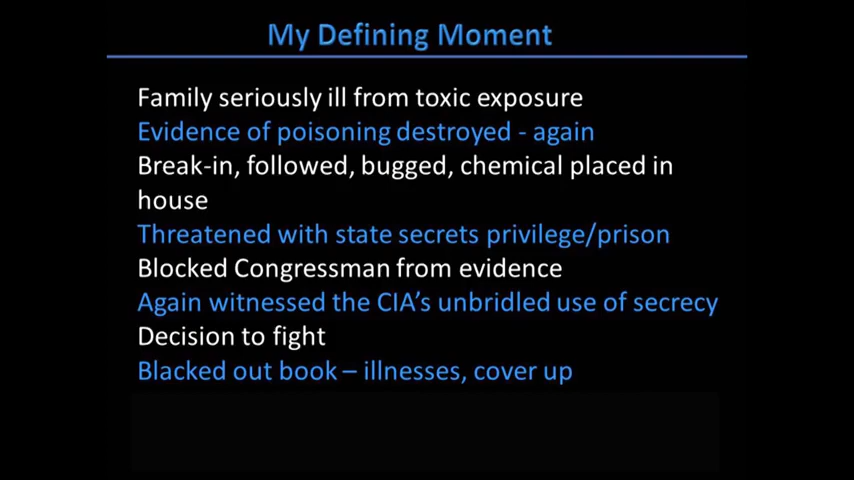 My Defining Moment
Family seriously ill from toxic exposure
Evidence of poisoning destroyed - again
Break-in, followed, bugged, chemical placed in
house
Threatened with state secrets privilege/prison
Blocked Congressman from evidence
Again witnessed the CIA’s unbridled use of secrecy
Decision to fight
Blacked out book – illnesses, cover up